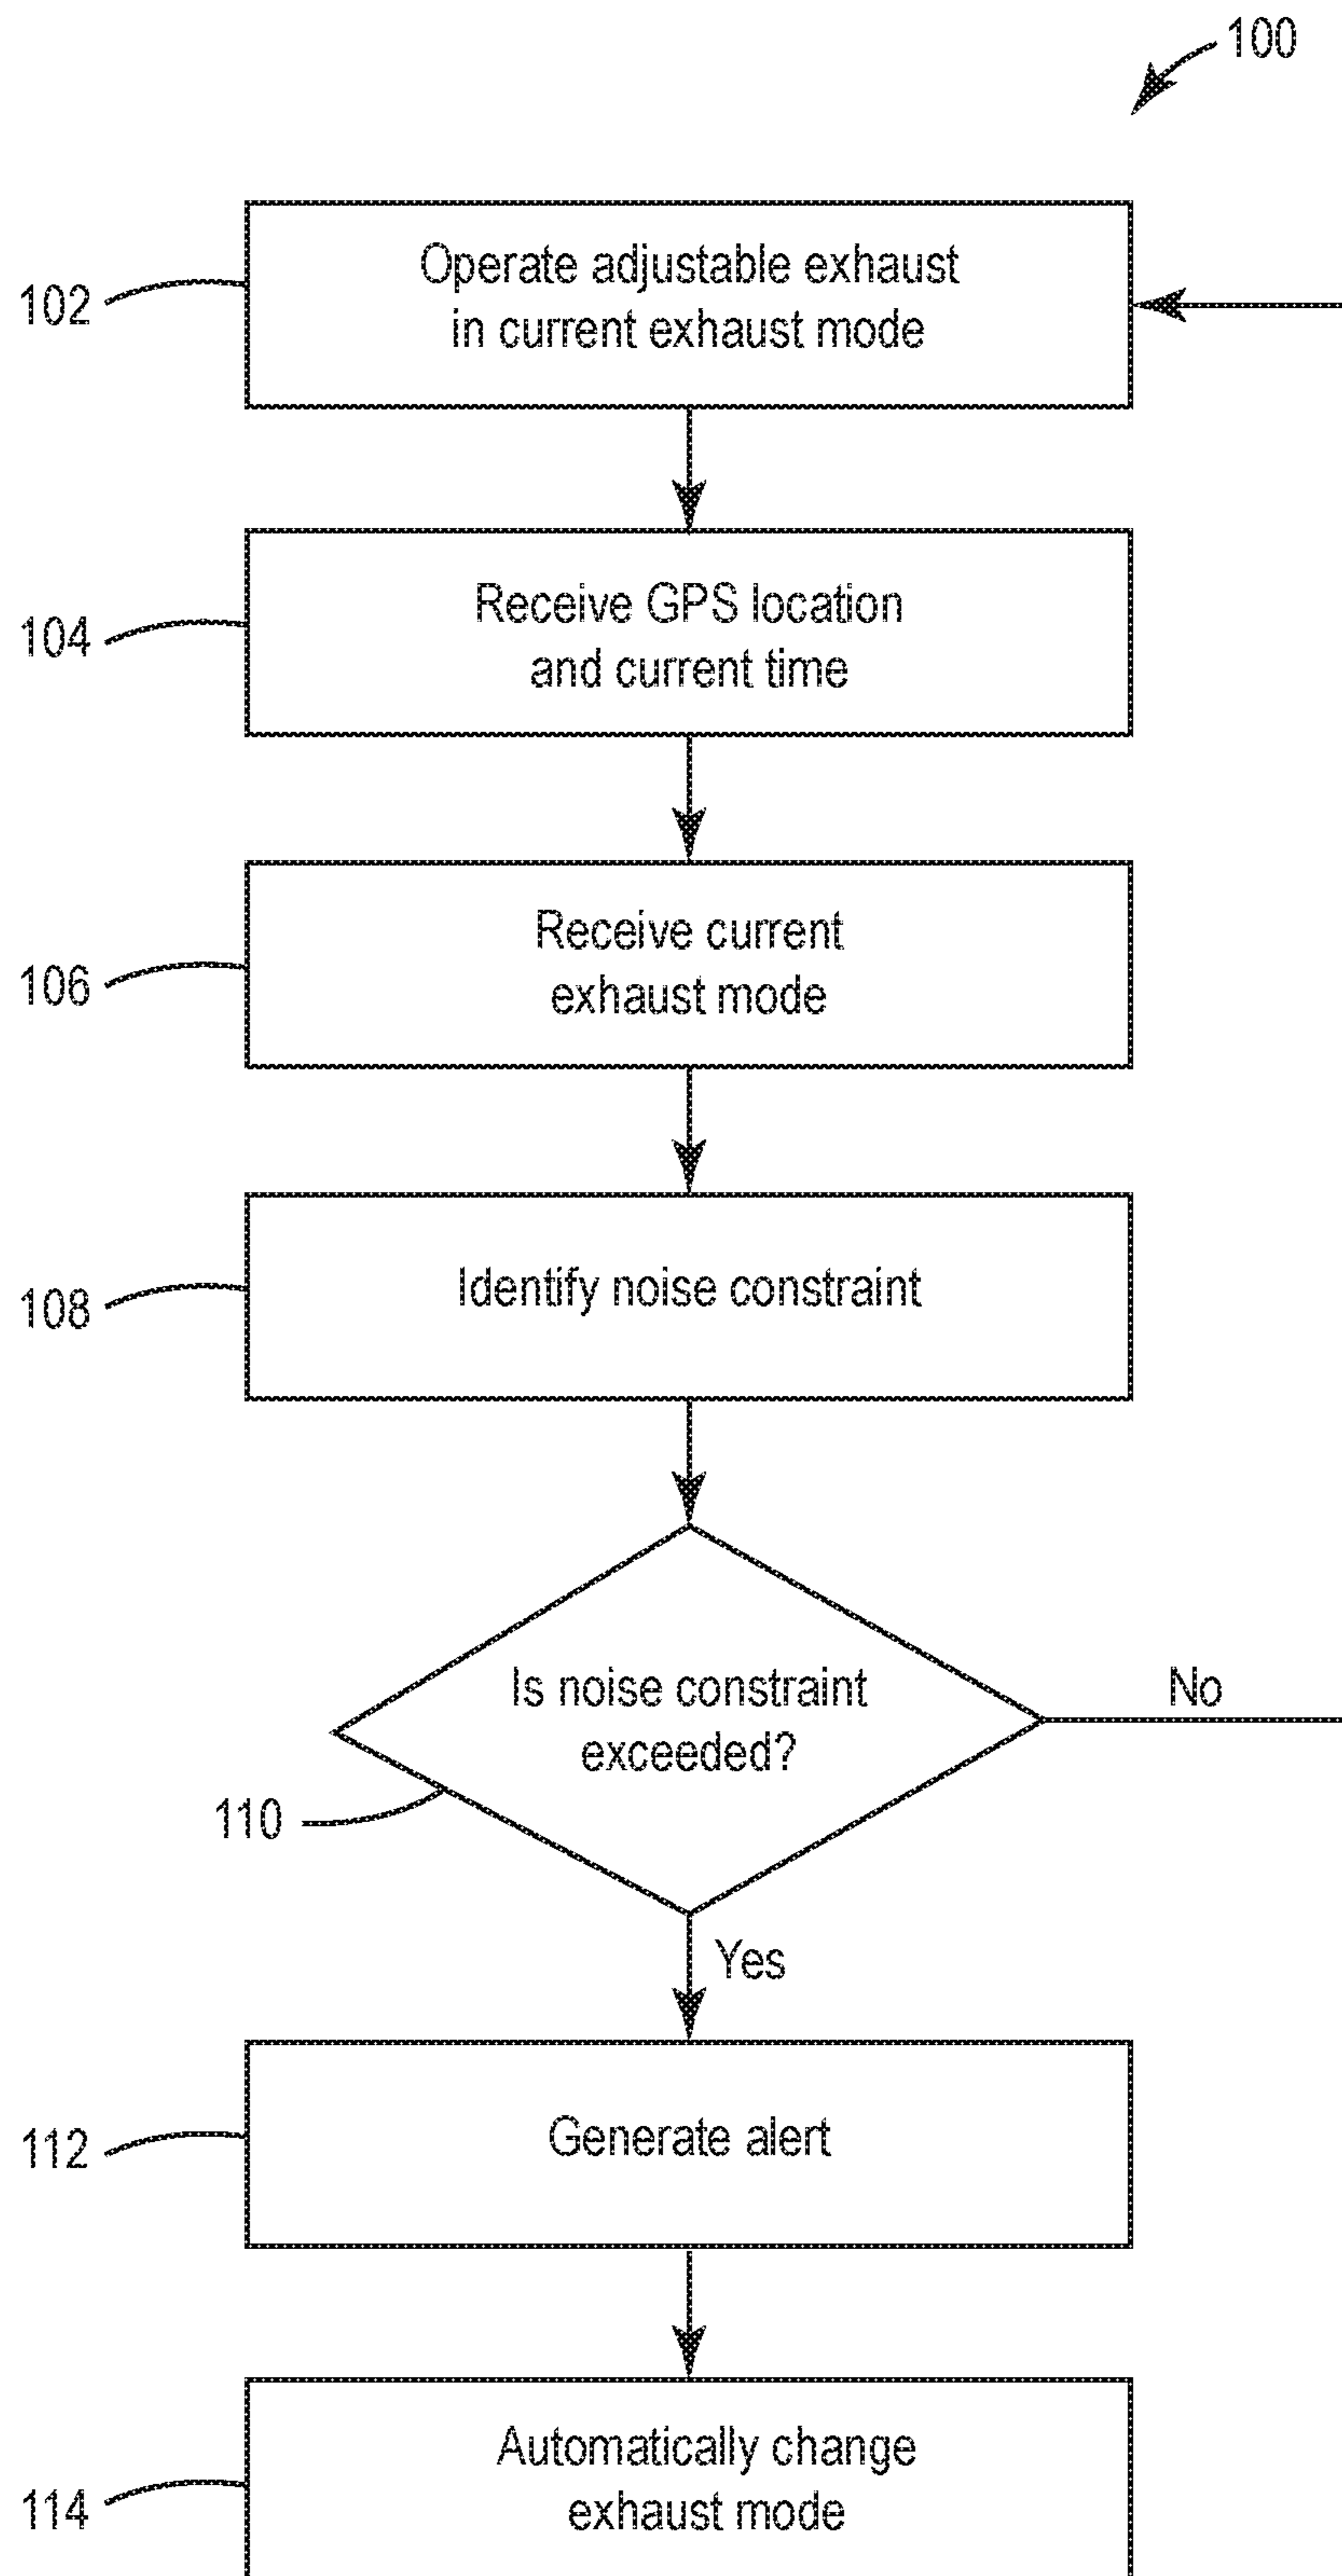 100
102
Operate adjustable exhaust
in current exhaust mode
104
Receive GPS location
and current time
106
Receive current
exhaust mode
108
Identify noise constraint
Is noise constraint
exceeded?
No
110
Yes
112
Generate alert
114
Automatically change
exhaust mode